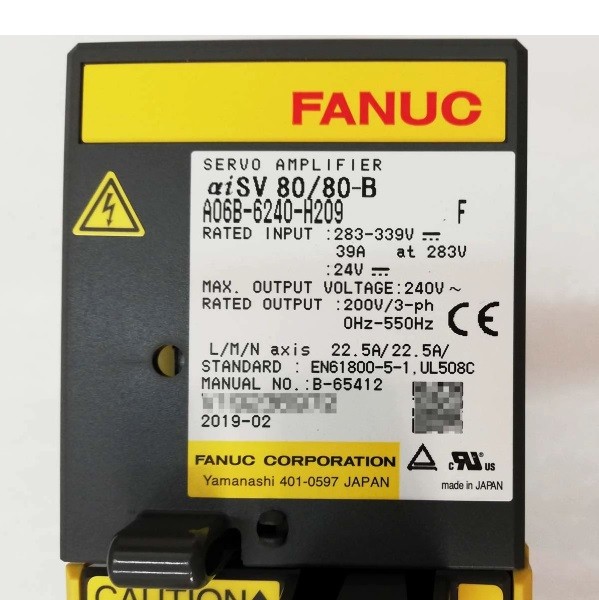 FANUC
SERVO AMPLIFIER
αiSV 80/80-B
A06B-6240-H209 F
RATED INPUT :283-339V ⎓
39A at 283V
:24V ⎓
MAX. OUTPUT VOLTAGE:240V ~
RATED OUTPUT :200V/3-ph
0Hz-550Hz
CE
L/M/N axis 22.5A/22.5A/
STANDARD : EN61800-5-1,UL508C
MANUAL NO.:B-65412
2019-02
FANUC CORPORATION
Yamanashi 401-0597 JAPAN
c RU us
made in JAPAN
CAUTION